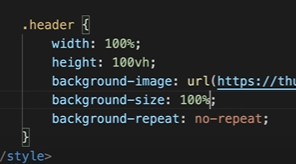 .header {
width: 100%;
height: 100vh;
background-image: url(https://thu
background-size: 100%;
background-repeat: no-repeat;
}
</style>